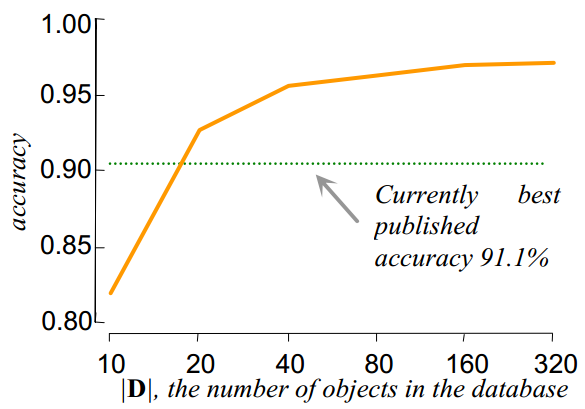 1.00
0.95
0.90
0.85
0.80
accuracy
Currently best
published
accuracy 91.1%
10 20 40 80 160 320
|D|, the number of objects in the database